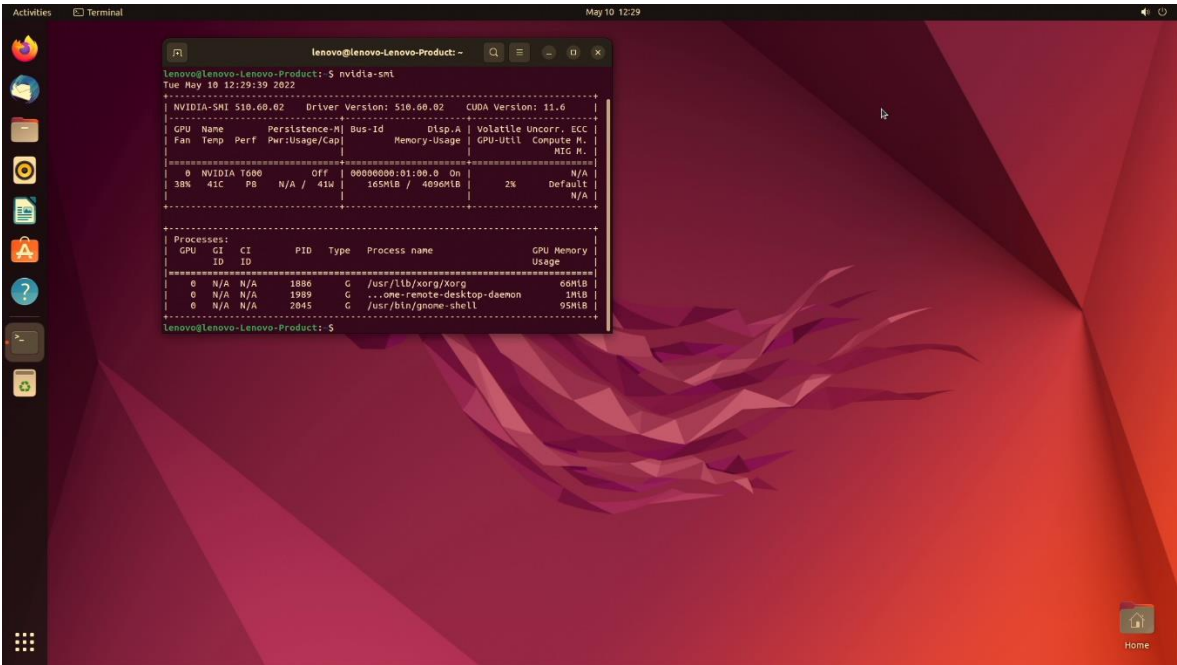 Activities Terminal May 10 12:29
lenovo@lenovo-Lenovo-Product: ~
lenovo@lenovo-Lenovo-Product:~$ nvidia-smi
Tue May 10 12:29:39 2022
+-----------------------------------------------------------------------------+
| NVIDIA-SMI 510.60.02    Driver Version: 510.60.02    CUDA Version: 11.6     |
|-------------------------------+----------------------+----------------------+
| GPU  Name        Persistence-M| Bus-Id        Disp.A | Volatile Uncorr. ECC |
| Fan  Temp  Perf  Pwr:Usage/Cap|         Memory-Usage | GPU-Util  Compute M. |
|                               |                      |               MIG M. |
|===============================+======================+======================|
|   0  NVIDIA T600         Off  | 00000000:01:00.0  On |                  N/A |
| 38%   41C    P8    N/A /  41W |    165MiB /  4096MiB |      2%      Default |
|                               |                      |                  N/A |
+-------------------------------+----------------------+----------------------+
+-----------------------------------------------------------------------------+
| Processes:                                                                  |
|  GPU   GI   CI        PID   Type   Process name                  GPU Memory |
|        ID   ID                                                   Usage      |
|=============================================================================|
|    0   N/A  N/A      1886      G   /usr/lib/xorg/Xorg                 66MiB |
|    0   N/A  N/A      1989      G   ...ome-remote-desktop-daemon        1MiB |
|    0   N/A  N/A      2045      G   /usr/bin/gnome-shell               95MiB |
+-----------------------------------------------------------------------------+
lenovo@lenovo-Lenovo-Product:~$
Home